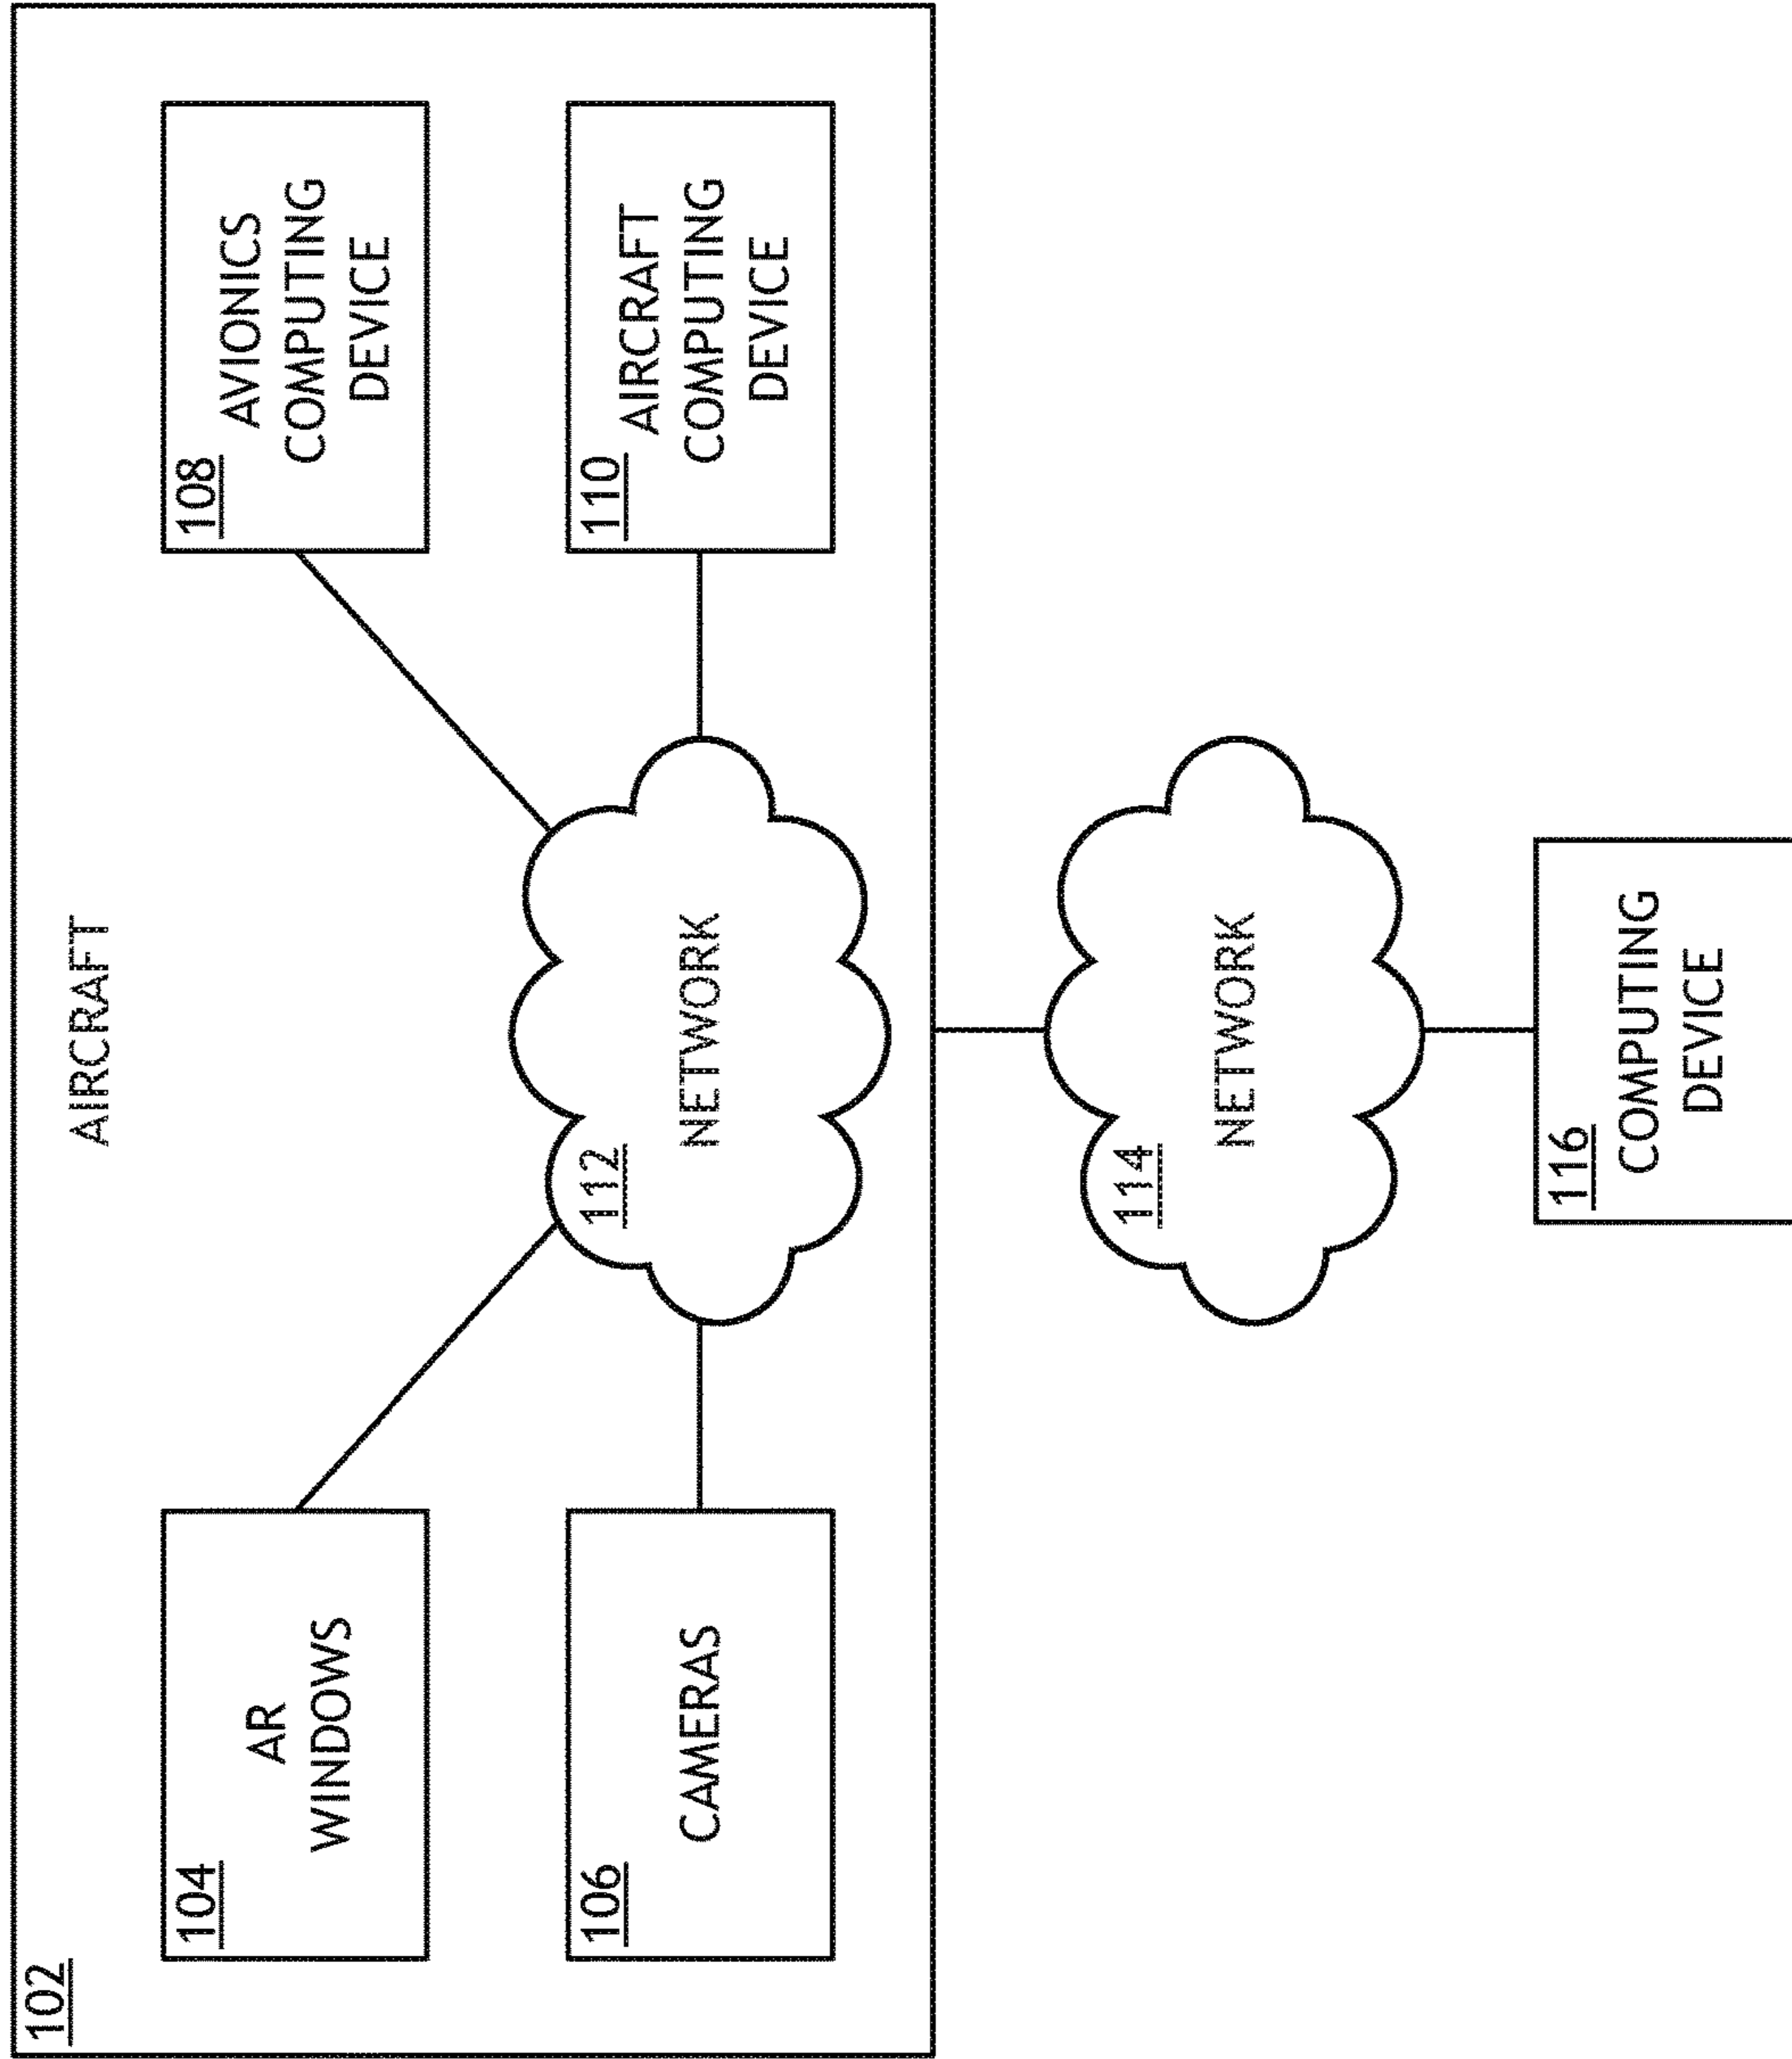 102
AIRCRAFT
104
AR
WINDOWS
108
AVIONICS
COMPUTING
DEVICE
106
CAMERAS
112
NETWORK
110
AIRCRAFT
COMPUTING
DEVICE
114
NETWORK
116
COMPUTING
DEVICE